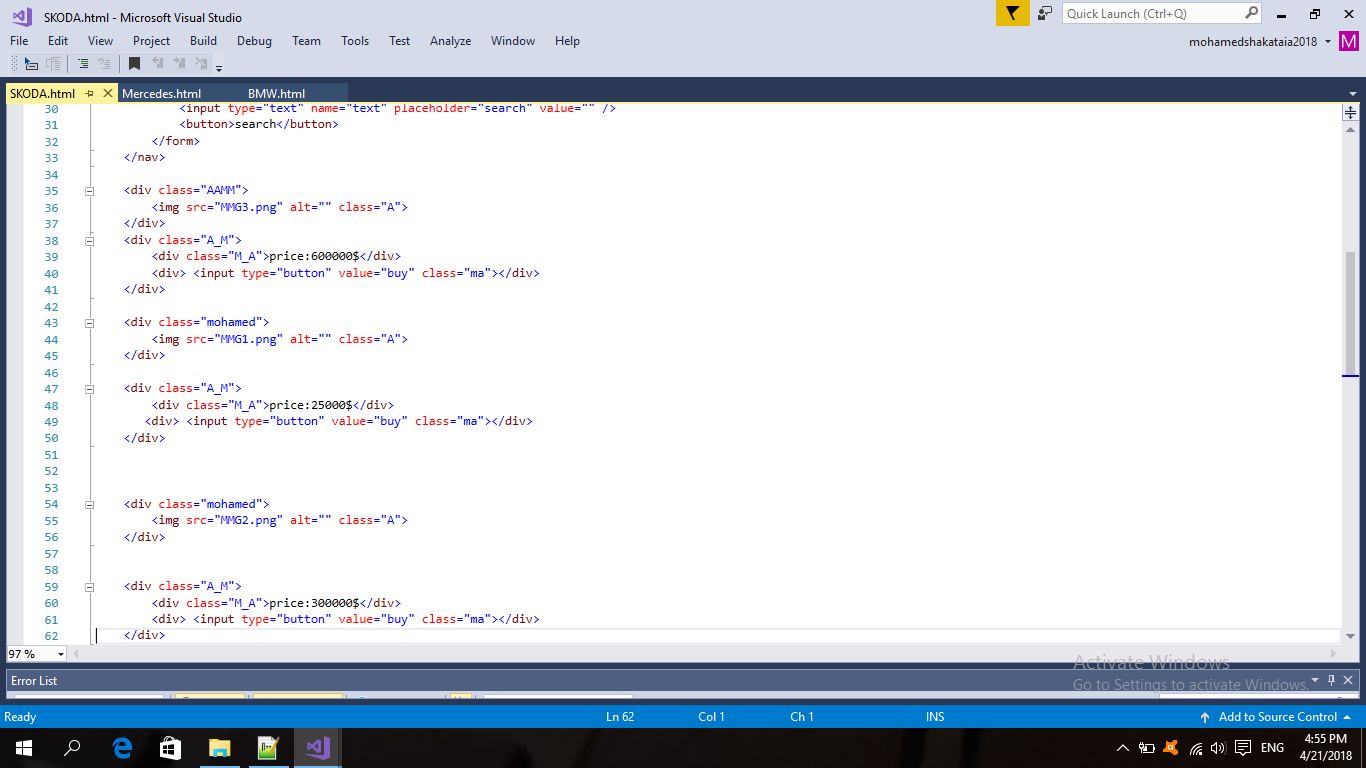 SKODA.html - Microsoft Visual Studio
Quick Launch (Ctrl+Q)
File Edit View Project Build Debug Team Tools Test Analyze Window Help
mohamedshakataia2018 M
SKODA.html Mercedes.html BMW.html
30 <input type="text" name="text" placeholder="search" value="" />
31 <button>search</button>
32 </form>
33 </nav>
34
35 <div class="AAMM">
36 <img src="MMG3.png" alt="" class="A">
37 </div>
38 <div class="A_M">
39 <div class="M_A">price:600000$</div>
40 <div> <input type="button" value="buy" class="ma"></div>
41 </div>
42
43 <div class="mohamed">
44 <img src="MMG1.png" alt="" class="A">
45 </div>
46
47 <div class="A_M">
48 <div class="M_A">price:25000$</div>
49 <div> <input type="button" value="buy" class="ma"></div>
50 </div>
51
52
53
54 <div class="mohamed">
55 <img src="MMG2.png" alt="" class="A">
56 </div>
57
58
59 <div class="A_M">
60 <div class="M_A">price:300000$</div>
61 <div> <input type="button" value="buy" class="ma"></div>
62 </div>
97 %
Activate Windows
Error List
Go to Settings to activate Windows.
Ready Ln 62 Col 1 Ch 1 INS Add to Source Control
ENG
4:55 PM
4/21/2018